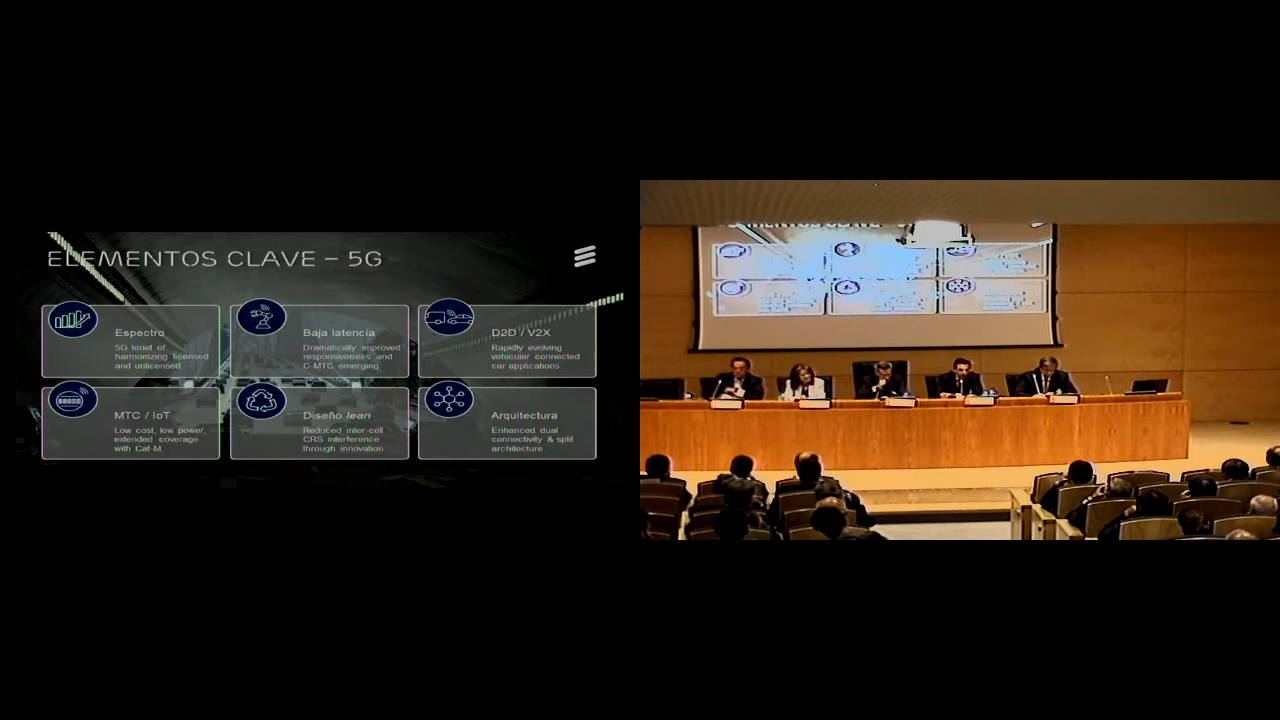 ELEMENTOS CLAVE – 5G
Espectro
5G tenet of
harmonizing licensed
and unlicensed
Baja latencia
Dramatically improved
responsiveness and
C-MTC emerging
D2D / V2X
Rapidly evolving
vehicular connected
car applications
MTC / IoT
Low cost, low power,
extended coverage
with Cat-M
Diseño lean
Reduced inter-cell
CRS interference
through innovation
Arquitectura
Enhanced dual
connectivity & split
architecture